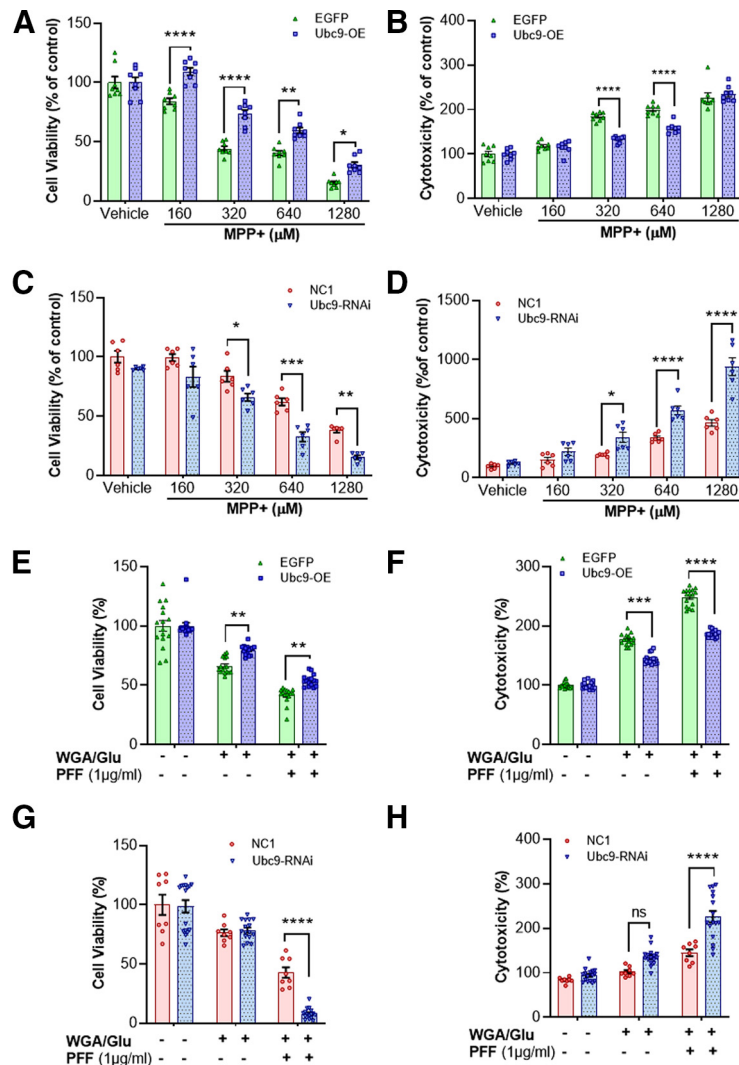 A
EGFP
Ubc9-OE
Cell Viability (% of control)
150
100
50
0
****
****
**
*
Vehicle 160 320 640 1280
MPP+ (µM)
B
EGFP
Ubc9-OE
Cytotoxicity (% of control)
400
300
200
100
0
****
****
Vehicle 160 320 640 1280
MPP+ (µM)
C
NC1
Ubc9-RNAi
Cell Viability (% of control)
150
100
50
0
*
***
**
Vehicle 160 320 640 1280
MPP+ (µM)
D
NC1
Ubc9-RNAi
Cytotoxicity (%of control)
1500
1000
500
0
*
****
****
Vehicle 160 320 640 1280
MPP+ (µM)
E
EGFP
Ubc9-OE
Cell Viability (%)
150
100
50
0
**
**
WGA/Glu - - + + + +
PFF (1µg/ml) - - - - + +
F
EGFP
Ubc9-OE
Cytotoxicity (%)
300
200
100
0
***
****
WGA/Glu - - + + + +
PFF (1µg/ml) - - - - + +
G
NC1
Ubc9-RNAi
Cell Viability (%)
150
100
50
0
****
WGA/Glu - - + + + +
PFF (1µg/ml) - - - - + +
H
NC1
Ubc9-RNAi
Cytotoxicity (%)
400
300
200
100
0
ns
****
WGA/Glu - - + + + +
PFF (1µg/ml) - - - - + +